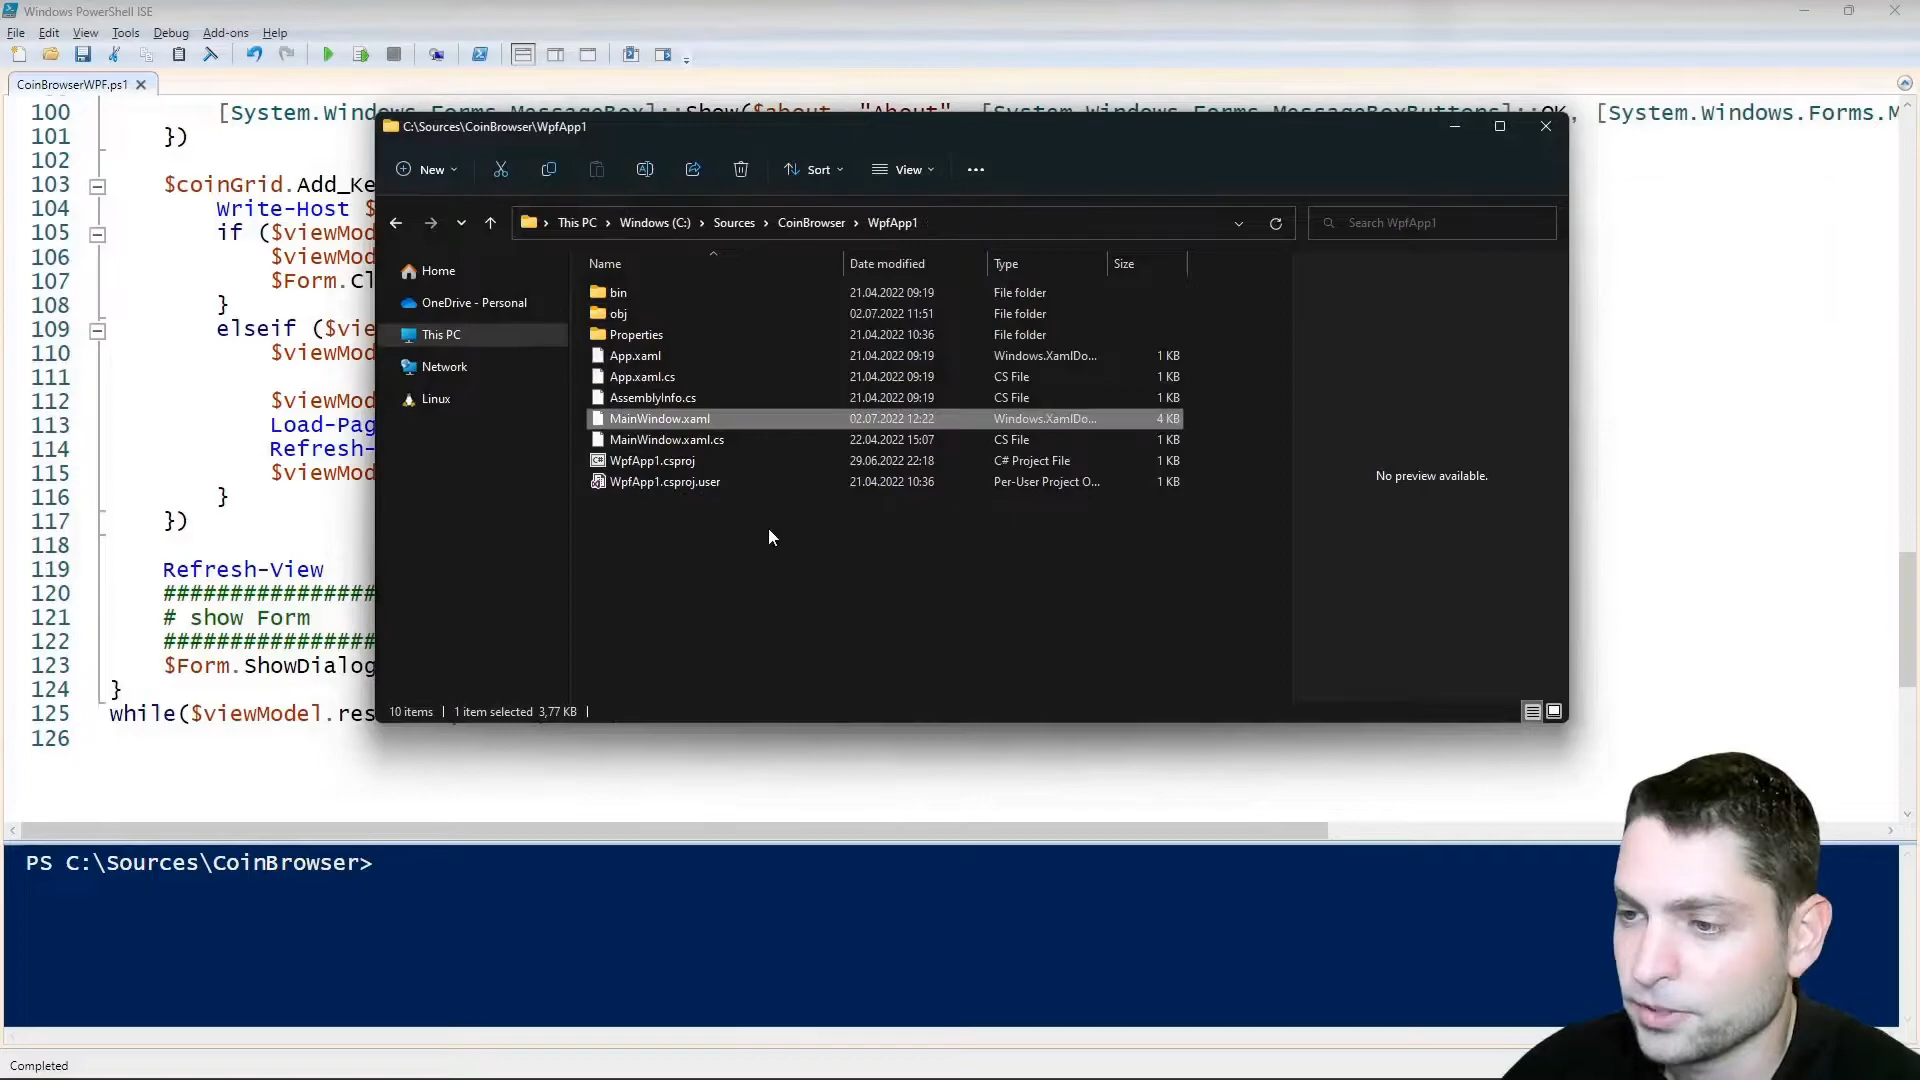 Windows PowerShell ISE
File Edit View Tools Debug Add-ons Help
CoinBrowserWPF.ps1
100 [System.Windows.Forms.MessageBox]::Show($about, "About", [System.Windows.Forms.MessageBoxButtons]::OK, [System.Windows.Forms.M
101 })
102
103 $coinGrid.Add_Ke
104 Write-Host $
105 if ($viewMod
106 $viewMod
107 $Form.Cl
108 }
109 elseif ($vie
110 $viewMod
111
112 $viewMod
113 Load-Pag
114 Refresh-
115 $viewMod
116 }
117 })
118
119 Refresh-View
120 ################
121 # show Form
122 ################
123 $Form.ShowDialog
124 }
125 while($viewModel.res
126
C:\Sources\CoinBrowser\WpfApp1
New Sort View
This PC > Windows (C:) > Sources > CoinBrowser > WpfApp1
Search WpfApp1
Home
OneDrive - Personal
This PC
Network
Linux
Name Date modified Type Size
bin 21.04.2022 09:19 File folder
obj 02.07.2022 11:51 File folder
Properties 21.04.2022 10:36 File folder
App.xaml 21.04.2022 09:19 Windows.XamlDo... 1 KB
App.xaml.cs 21.04.2022 09:19 CS File 1 KB
AssemblyInfo.cs 21.04.2022 09:19 CS File 1 KB
MainWindow.xaml 02.07.2022 12:22 Windows.XamlDo... 4 KB
MainWindow.xaml.cs 22.04.2022 15:07 CS File 1 KB
WpfApp1.csproj 29.06.2022 22:18 C# Project File 1 KB
WpfApp1.csproj.user 21.04.2022 10:36 Per-User Project O... 1 KB
No preview available.
10 items 1 item selected 3,77 KB
PS C:\Sources\CoinBrowser>
Completed